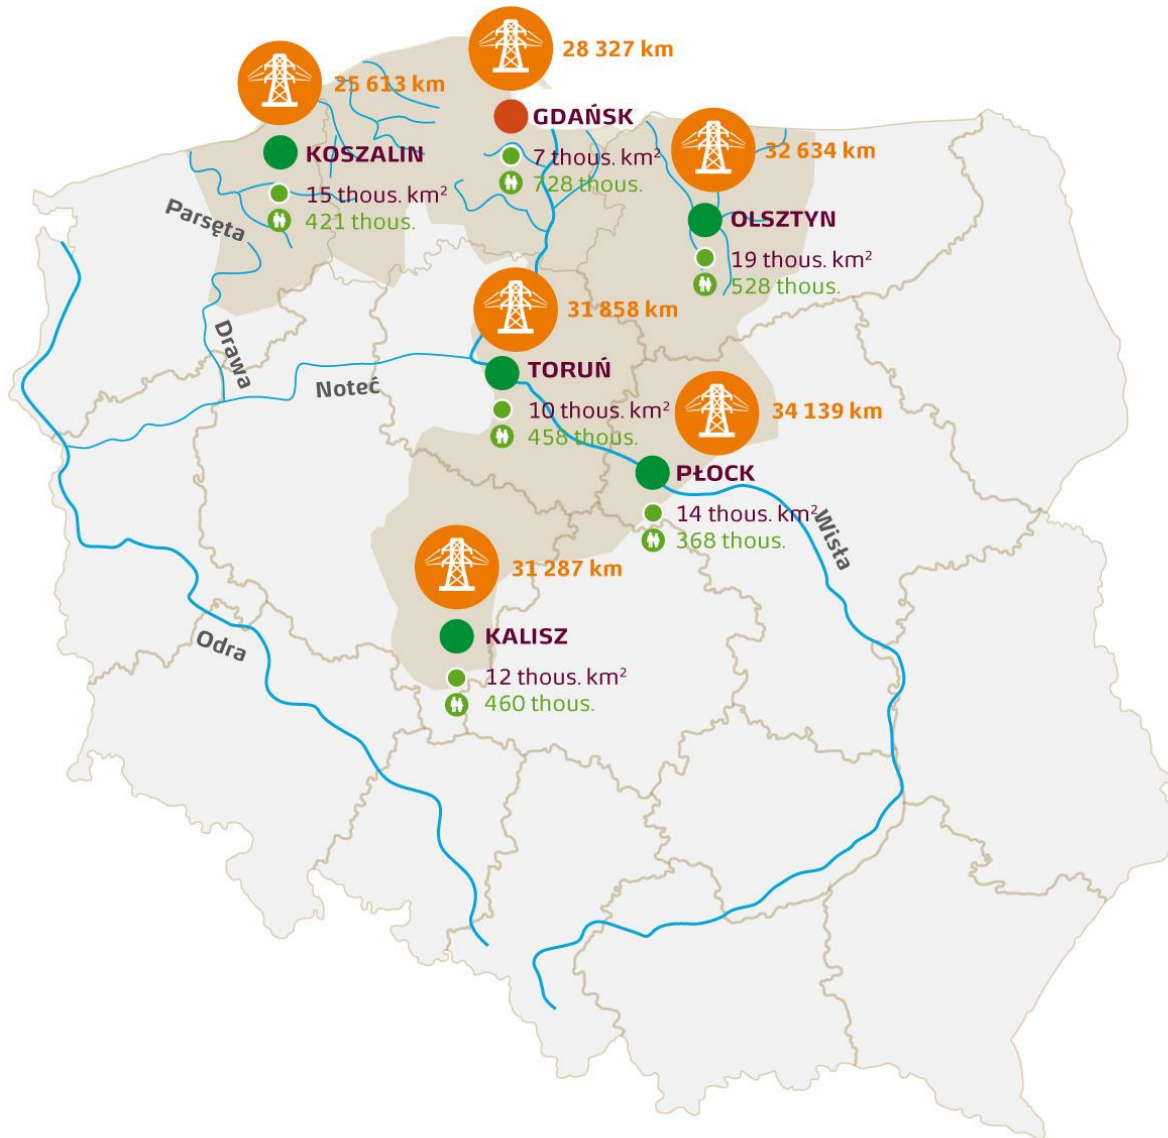 28 327 km
25 613 km
GDAŃSK
7 thous. km²
728 thous.
KOSZALIN
15 thous. km²
421 thous.
32 634 km
OLSZTYN
19 thous. km²
528 thous.
Parsęta
31 858 km
Drawa
Noteć
TORUŃ
10 thous. km²
458 thous.
34 139 km
PŁOCK
14 thous. km²
368 thous.
Wisła
31 287 km
KALISZ
12 thous. km²
460 thous.
Odra